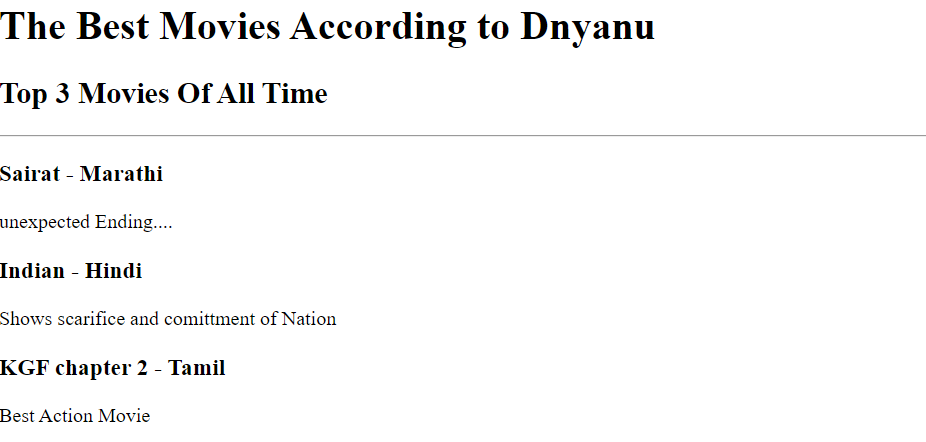 The Best Movies According to Dnyanu
Top 3 Movies Of All Time
Sairat - Marathi
unexpected Ending....
Indian - Hindi
Shows scarifice and comittment of Nation
KGF chapter 2 - Tamil
Best Action Movie